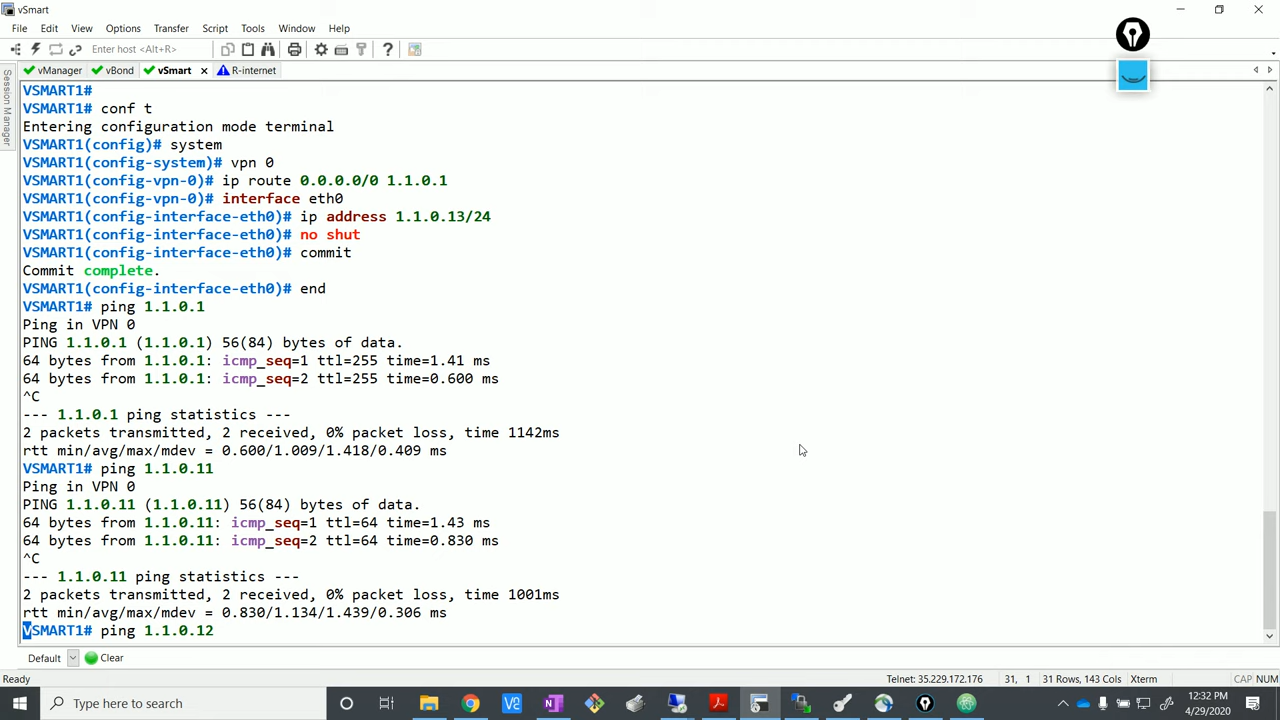 vSmart
File Edit View Options Transfer Script Tools Window Help
Enter host <Alt+R>
vManager vBond vSmart × R-internet
Session Manager
VSMART1#
VSMART1# conf t
Entering configuration mode terminal
VSMART1(config)# system
VSMART1(config-system)# vpn 0
VSMART1(config-vpn-0)# ip route 0.0.0.0/0 1.1.0.1
VSMART1(config-vpn-0)# interface eth0
VSMART1(config-interface-eth0)# ip address 1.1.0.13/24
VSMART1(config-interface-eth0)# no shut
VSMART1(config-interface-eth0)# commit
Commit complete.
VSMART1(config-interface-eth0)# end
VSMART1# ping 1.1.0.1
Ping in VPN 0
PING 1.1.0.1 (1.1.0.1) 56(84) bytes of data.
64 bytes from 1.1.0.1: icmp_seq=1 ttl=255 time=1.41 ms
64 bytes from 1.1.0.1: icmp_seq=2 ttl=255 time=0.600 ms
^C
--- 1.1.0.1 ping statistics ---
2 packets transmitted, 2 received, 0% packet loss, time 1142ms
rtt min/avg/max/mdev = 0.600/1.009/1.418/0.409 ms
VSMART1# ping 1.1.0.11
Ping in VPN 0
PING 1.1.0.11 (1.1.0.11) 56(84) bytes of data.
64 bytes from 1.1.0.11: icmp_seq=1 ttl=64 time=1.43 ms
64 bytes from 1.1.0.11: icmp_seq=2 ttl=64 time=0.830 ms
^C
--- 1.1.0.11 ping statistics ---
2 packets transmitted, 2 received, 0% packet loss, time 1001ms
rtt min/avg/max/mdev = 0.830/1.134/1.439/0.306 ms
VSMART1# ping 1.1.0.12
Default Clear
Ready Telnet: 35.229.172.176 31, 1 31 Rows, 143 Cols Xterm CAP NUM
Type here to search
12:32 PM
4/29/2020